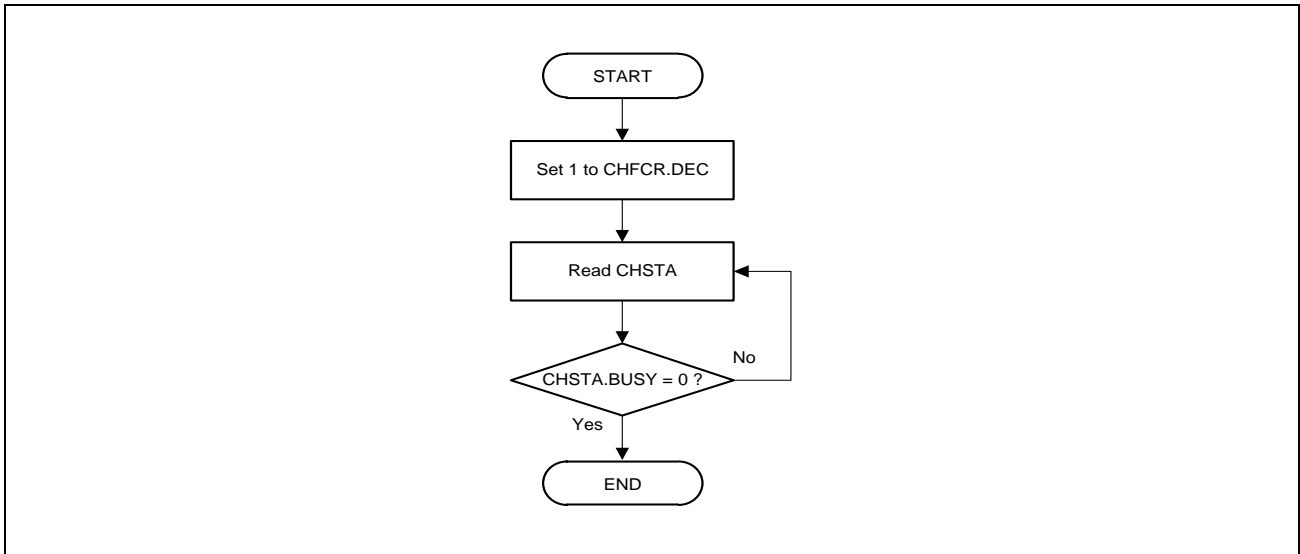 START
Set 1 to CHFCR.DEC
Read CHSTA
No
CHSTA.BUSY = 0 ?
Yes
END